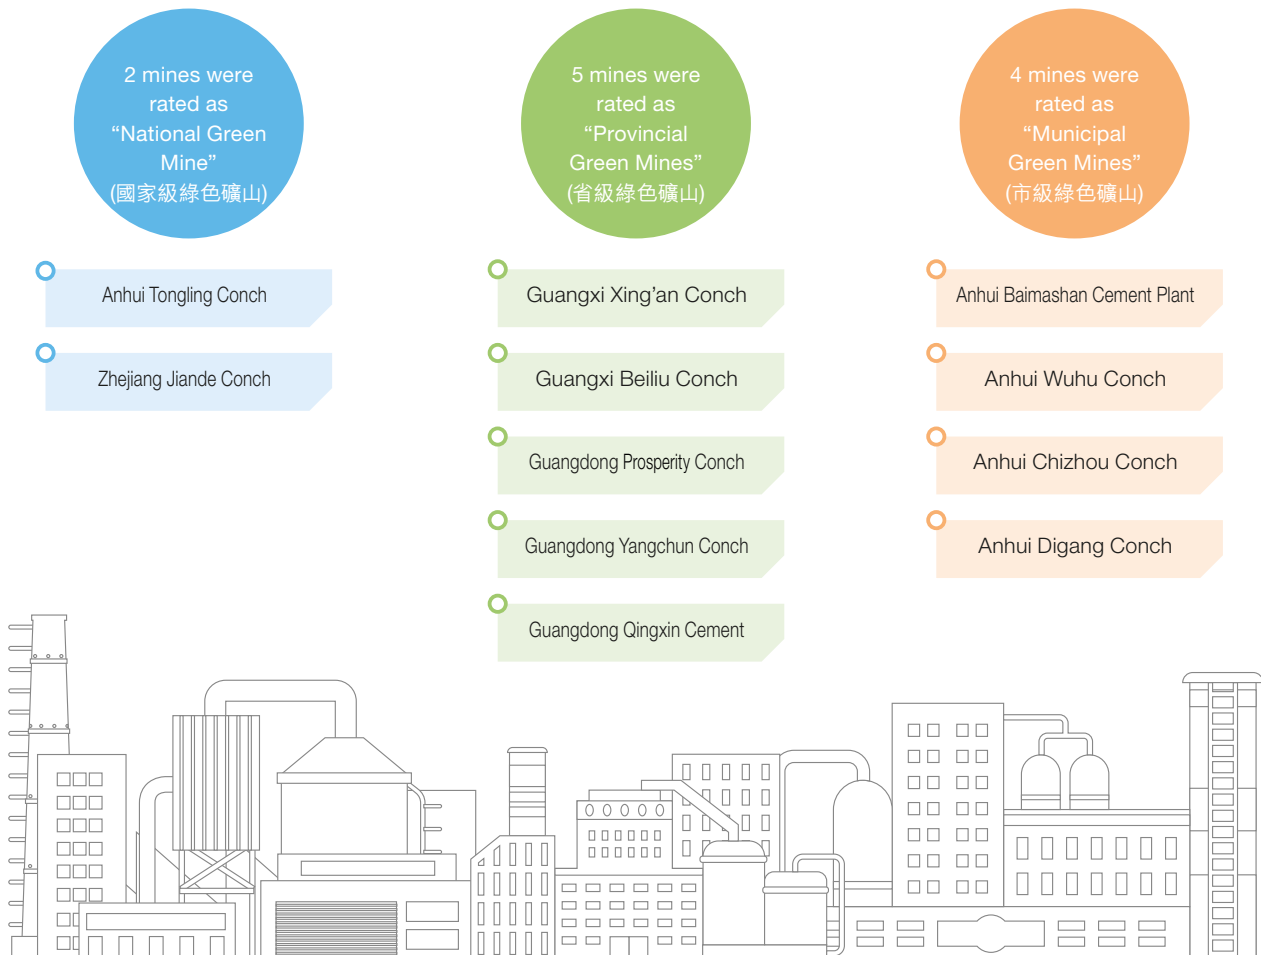 2 mines were
rated as
“National Green
Mine”
(國家級綠色礦山)
Anhui Tongling Conch
Zhejiang Jiande Conch
5 mines were
rated as
“Provincial
Green Mines”
(省級綠色礦山)
Guangxi Xing’an Conch
Guangxi Beiliu Conch
Guangdong Prosperity Conch
Guangdong Yangchun Conch
Guangdong Qingxin Cement
4 mines were
rated as
“Municipal
Green Mines”
(市級綠色礦山)
Anhui Baimashan Cement Plant
Anhui Wuhu Conch
Anhui Chizhou Conch
Anhui Digang Conch